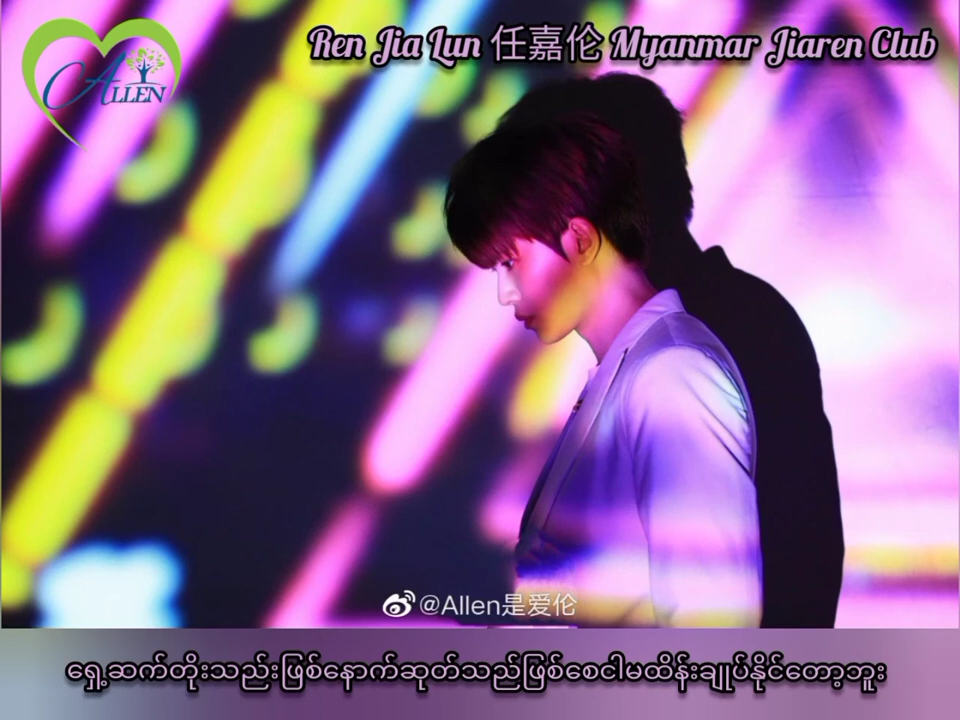 Ren Jia Lun 任嘉伦 Myanmar Jiaren Club
ALLEN
@Allen是爱伦
ရှေ့ဆက်တိုးသည်းဖြစ်နောက်ဆုတ်သည်ဖြစ်စေငါမထိန်းချုပ်နိုင်တော့ဘူး